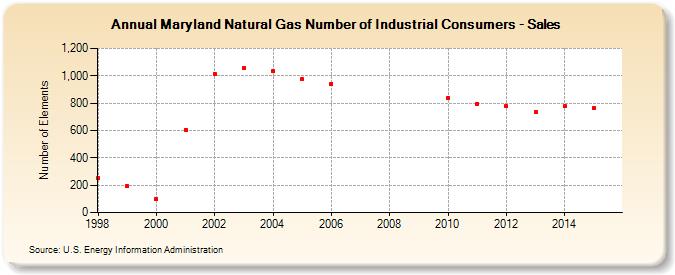 Annual Maryland Natural Gas Number of Industrial Consumers - Sales
Number of Elements
1,200
1,000
800
600
400
200
0
1998 2000 2002 2004 2006 2008 2010 2012 2014
Source: U.S. Energy Information Administration